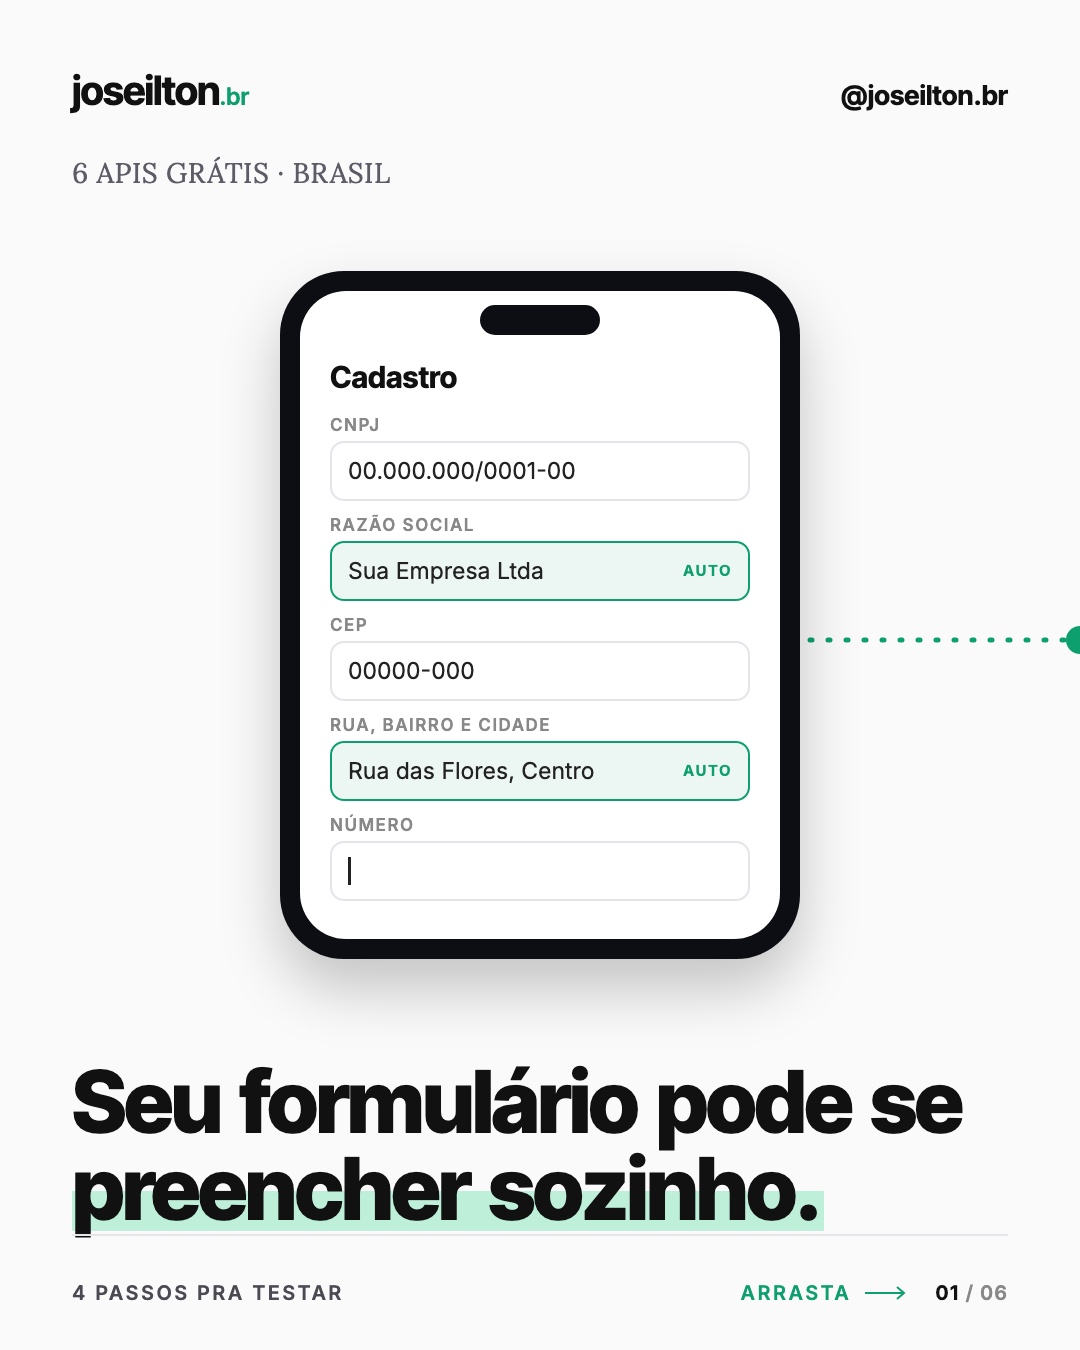 joseilton.br
@joseilton.br
6 APIS GRÁTIS · BRASIL
Cadastro
CNPJ
00.000.000/0001-00
RAZÃO SOCIAL
Sua Empresa Ltda AUTO
CEP
00000-000
RUA, BAIRRO E CIDADE
Rua das Flores, Centro AUTO
NÚMERO
Seu formulário pode se
preencher sozinho.
4 PASSOS PRA TESTAR
ARRASTA → 01 / 06